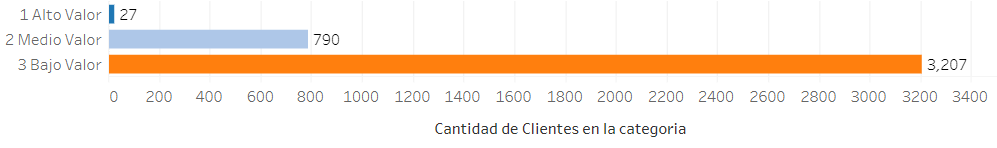 1 Alto Valor 27
2 Medio Valor 790
3 Bajo Valor 3,207
0 200 400 600 800 1000 1200 1400 1600 1800 2000 2200 2400 2600 2800 3000 3200 3400
Cantidad de Clientes en la categoria